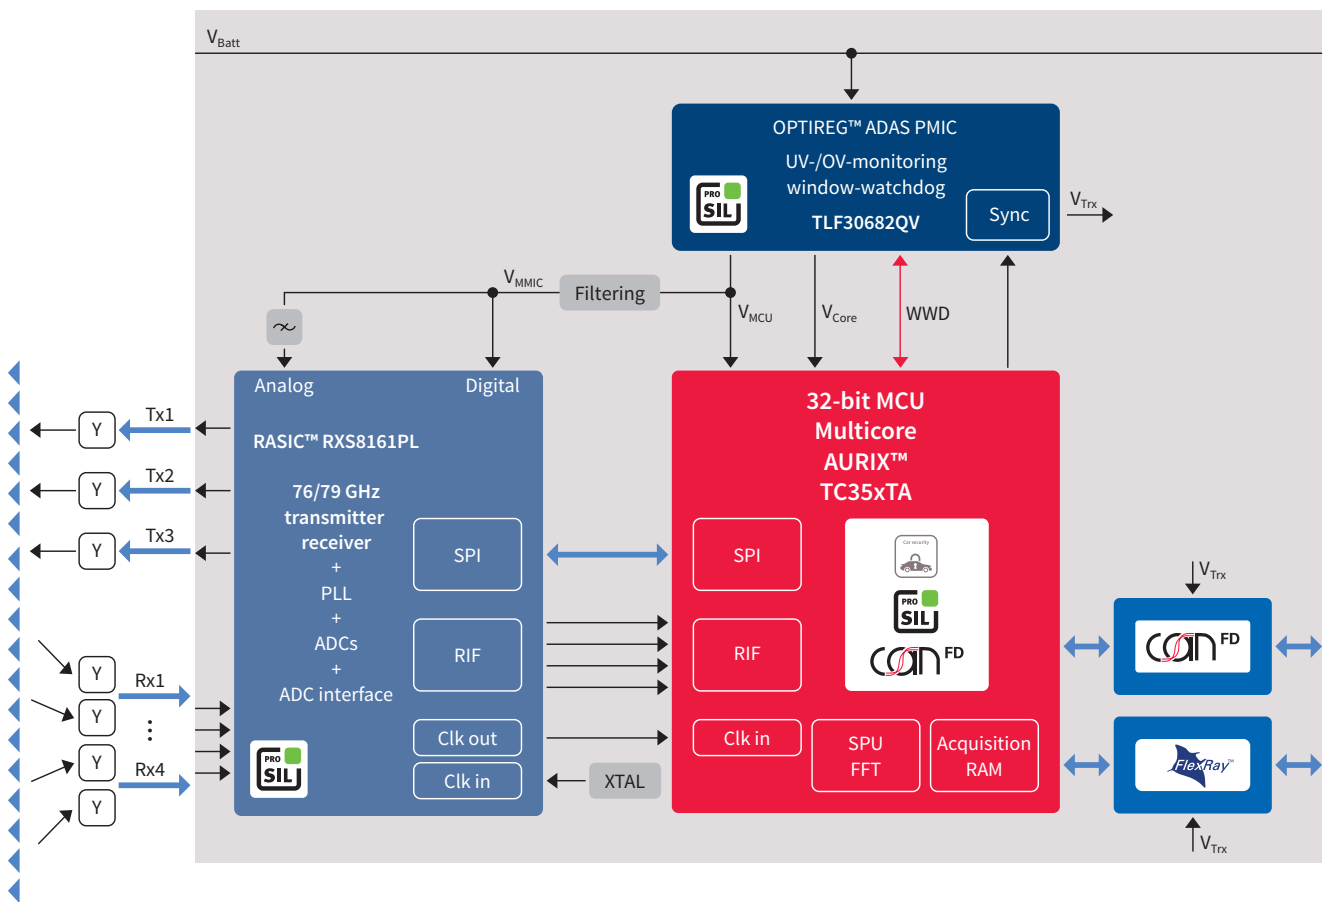 VBatt
OPTIREG™ ADAS PMIC
UV-/OV-monitoring
window-watchdog
TLF30682QV
PRO
SIL
Sync
VTrx
VMMIC
Filtering
VMCU
VCore
WWD
Analog
Digital
RASIC™ RXS8161PL
76/79 GHz
transmitter
receiver
+
PLL
+
ADCs
+
ADC interface
SPI
RIF
Clk out
Clk in
PRO
SIL
XTAL
Tx1
Y
Tx2
Y
Tx3
Y
Y
Rx1
Y
Y
Rx4
Y
32-bit MCU
Multicore
AURIX™
TC35xTA
SPI
RIF
Clk in
SPU
FFT
Acquisition
RAM
Car security
PRO
SIL
CAN FD
VTrx
CAN FD
FlexRay™
VTrx